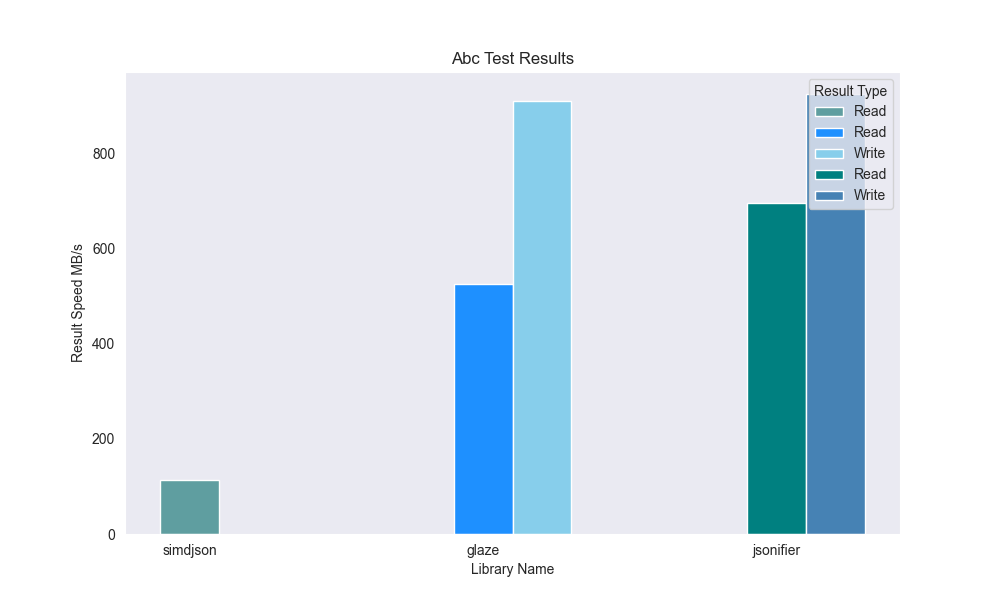 Abc Test Results
Result Type
Read
Read
Write
Read
Write
Result Speed MB/s
800
600
400
200
0
simdjson
glaze
jsonifier
Library Name